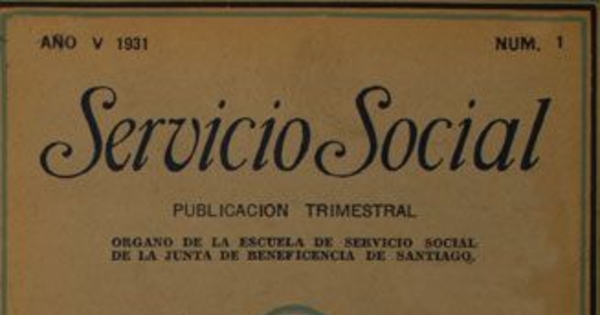 AÑO V 1931 NUM. 1
Servicio Social
PUBLICACION TRIMESTRAL
ORGANO DE LA ESCUELA DE SERVICIO SOCIAL
DE LA JUNTA DE BENEFICENCIA DE SANTIAGO.